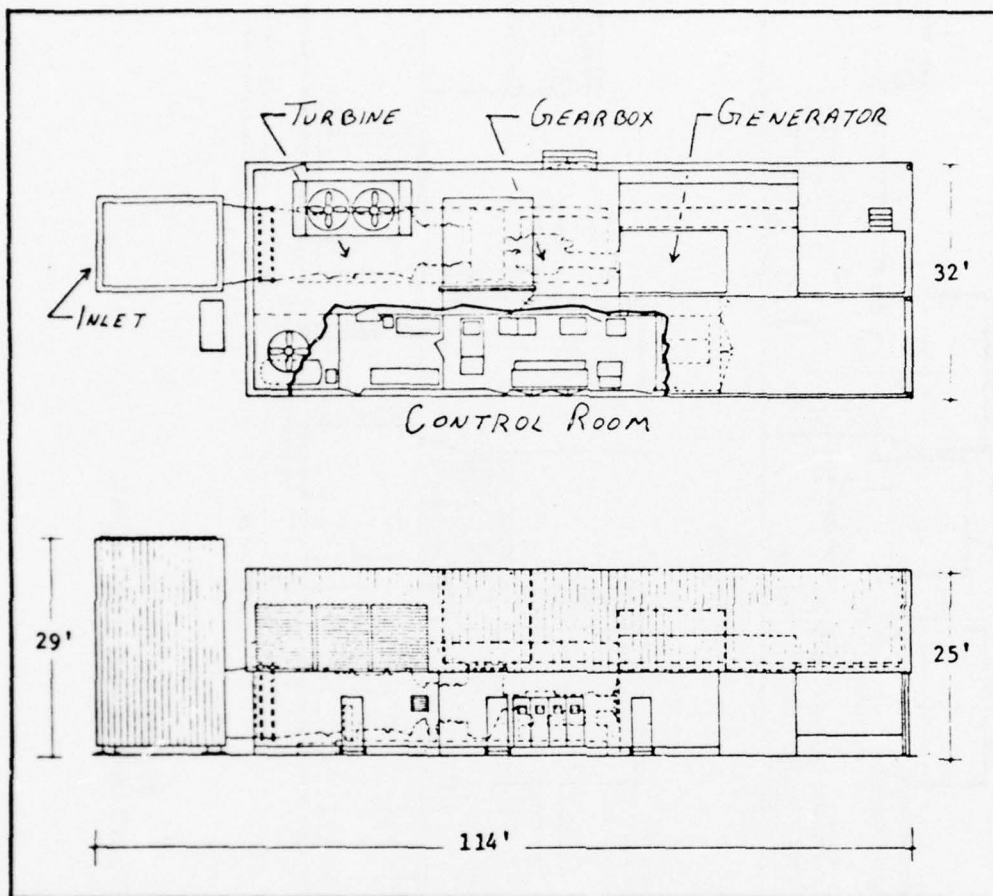 TURBINE
GEARBOX
GENERATOR
32'
INLET
CONTROL ROOM
29'
25'
114'